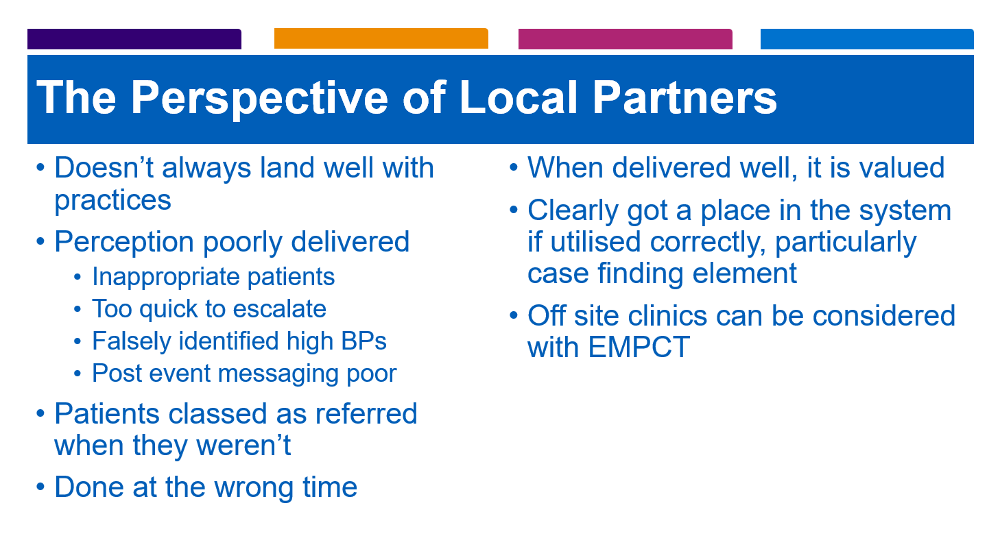 The Perspective of Local Partners
• Doesn’t always land well with
practices
• Perception poorly delivered
• Inappropriate patients
• Too quick to escalate
• Falsely identified high BPs
• Post event messaging poor
• Patients classed as referred
when they weren’t
• Done at the wrong time
• When delivered well, it is valued
• Clearly got a place in the system
if utilised correctly, particularly
case finding element
• Off site clinics can be considered
with EMPCT